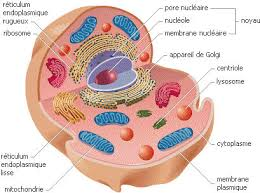 réticulum
endoplasmique
rugueux
ribosome
pore nucléaire
nucléole
membrane nucléaire
noyau
appareil de Golgi
centriole
lysosome
cytoplasme
membrane
plasmique
réticulum
endoplasmique
lisse
mitochondrie